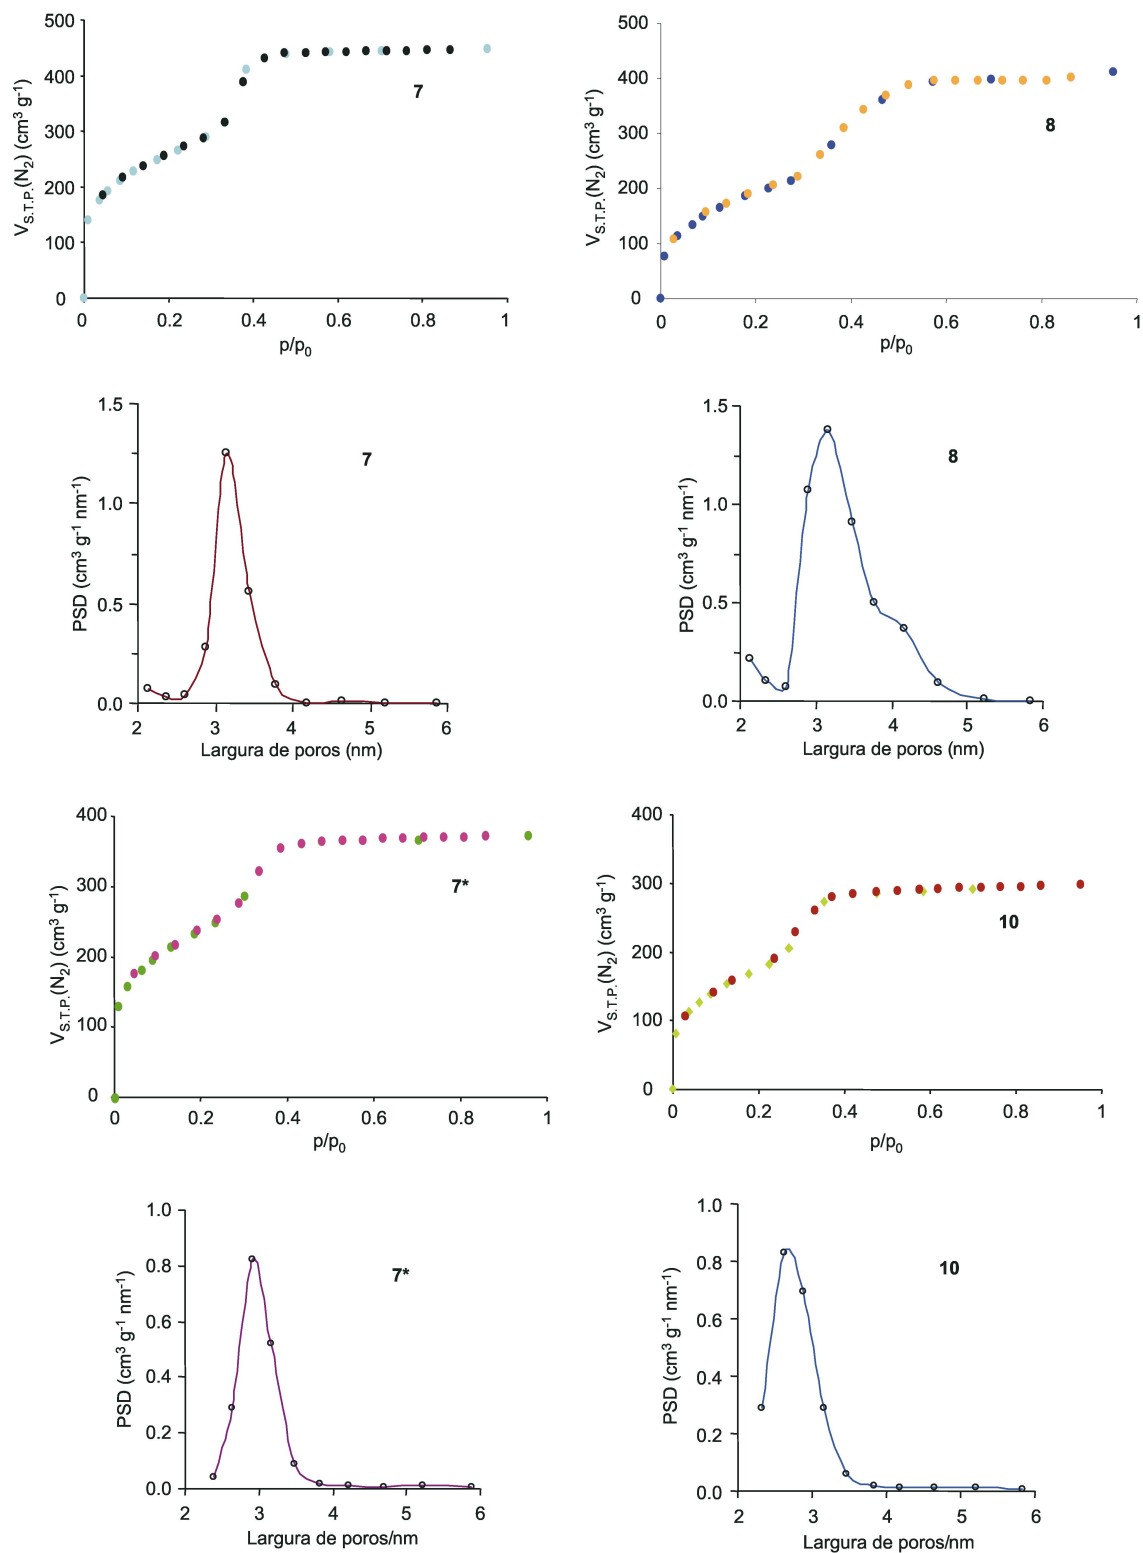 500
400
300
200
100
0
V_S.T.P.(N₂) (cm³ g⁻¹)
7
0 0.2 0.4 0.6 0.8 1
p/p₀
500
400
300
200
100
0
V_S.T.P.(N₂) (cm³ g⁻¹)
8
0 0.2 0.4 0.6 0.8 1
p/p₀
1.5
1.0
0.5
0.0
PSD (cm³ g⁻¹ nm⁻¹)
7
2 3 4 5 6
Largura de poros (nm)
1.5
1.0
0.5
0.0
PSD (cm³ g⁻¹ nm⁻¹)
8
2 3 4 5 6
Largura de poros (nm)
400
300
200
100
0
V_S.T.P.(N₂) (cm³ g⁻¹)
7*
0 0.2 0.4 0.6 0.8 1
p/p₀
400
300
200
100
0
V_S.T.P.(N₂) (cm³ g⁻¹)
10
0 0.2 0.4 0.6 0.8 1
p/p₀
1.0
0.8
0.6
0.4
0.2
0.0
PSD (cm³ g⁻¹ nm⁻¹)
7*
2 3 4 5 6
Largura de poros/nm
1.0
0.8
0.6
0.4
0.2
0.0
PSD (cm³ g⁻¹ nm⁻¹)
10
2 3 4 5 6
Largura de poros/nm